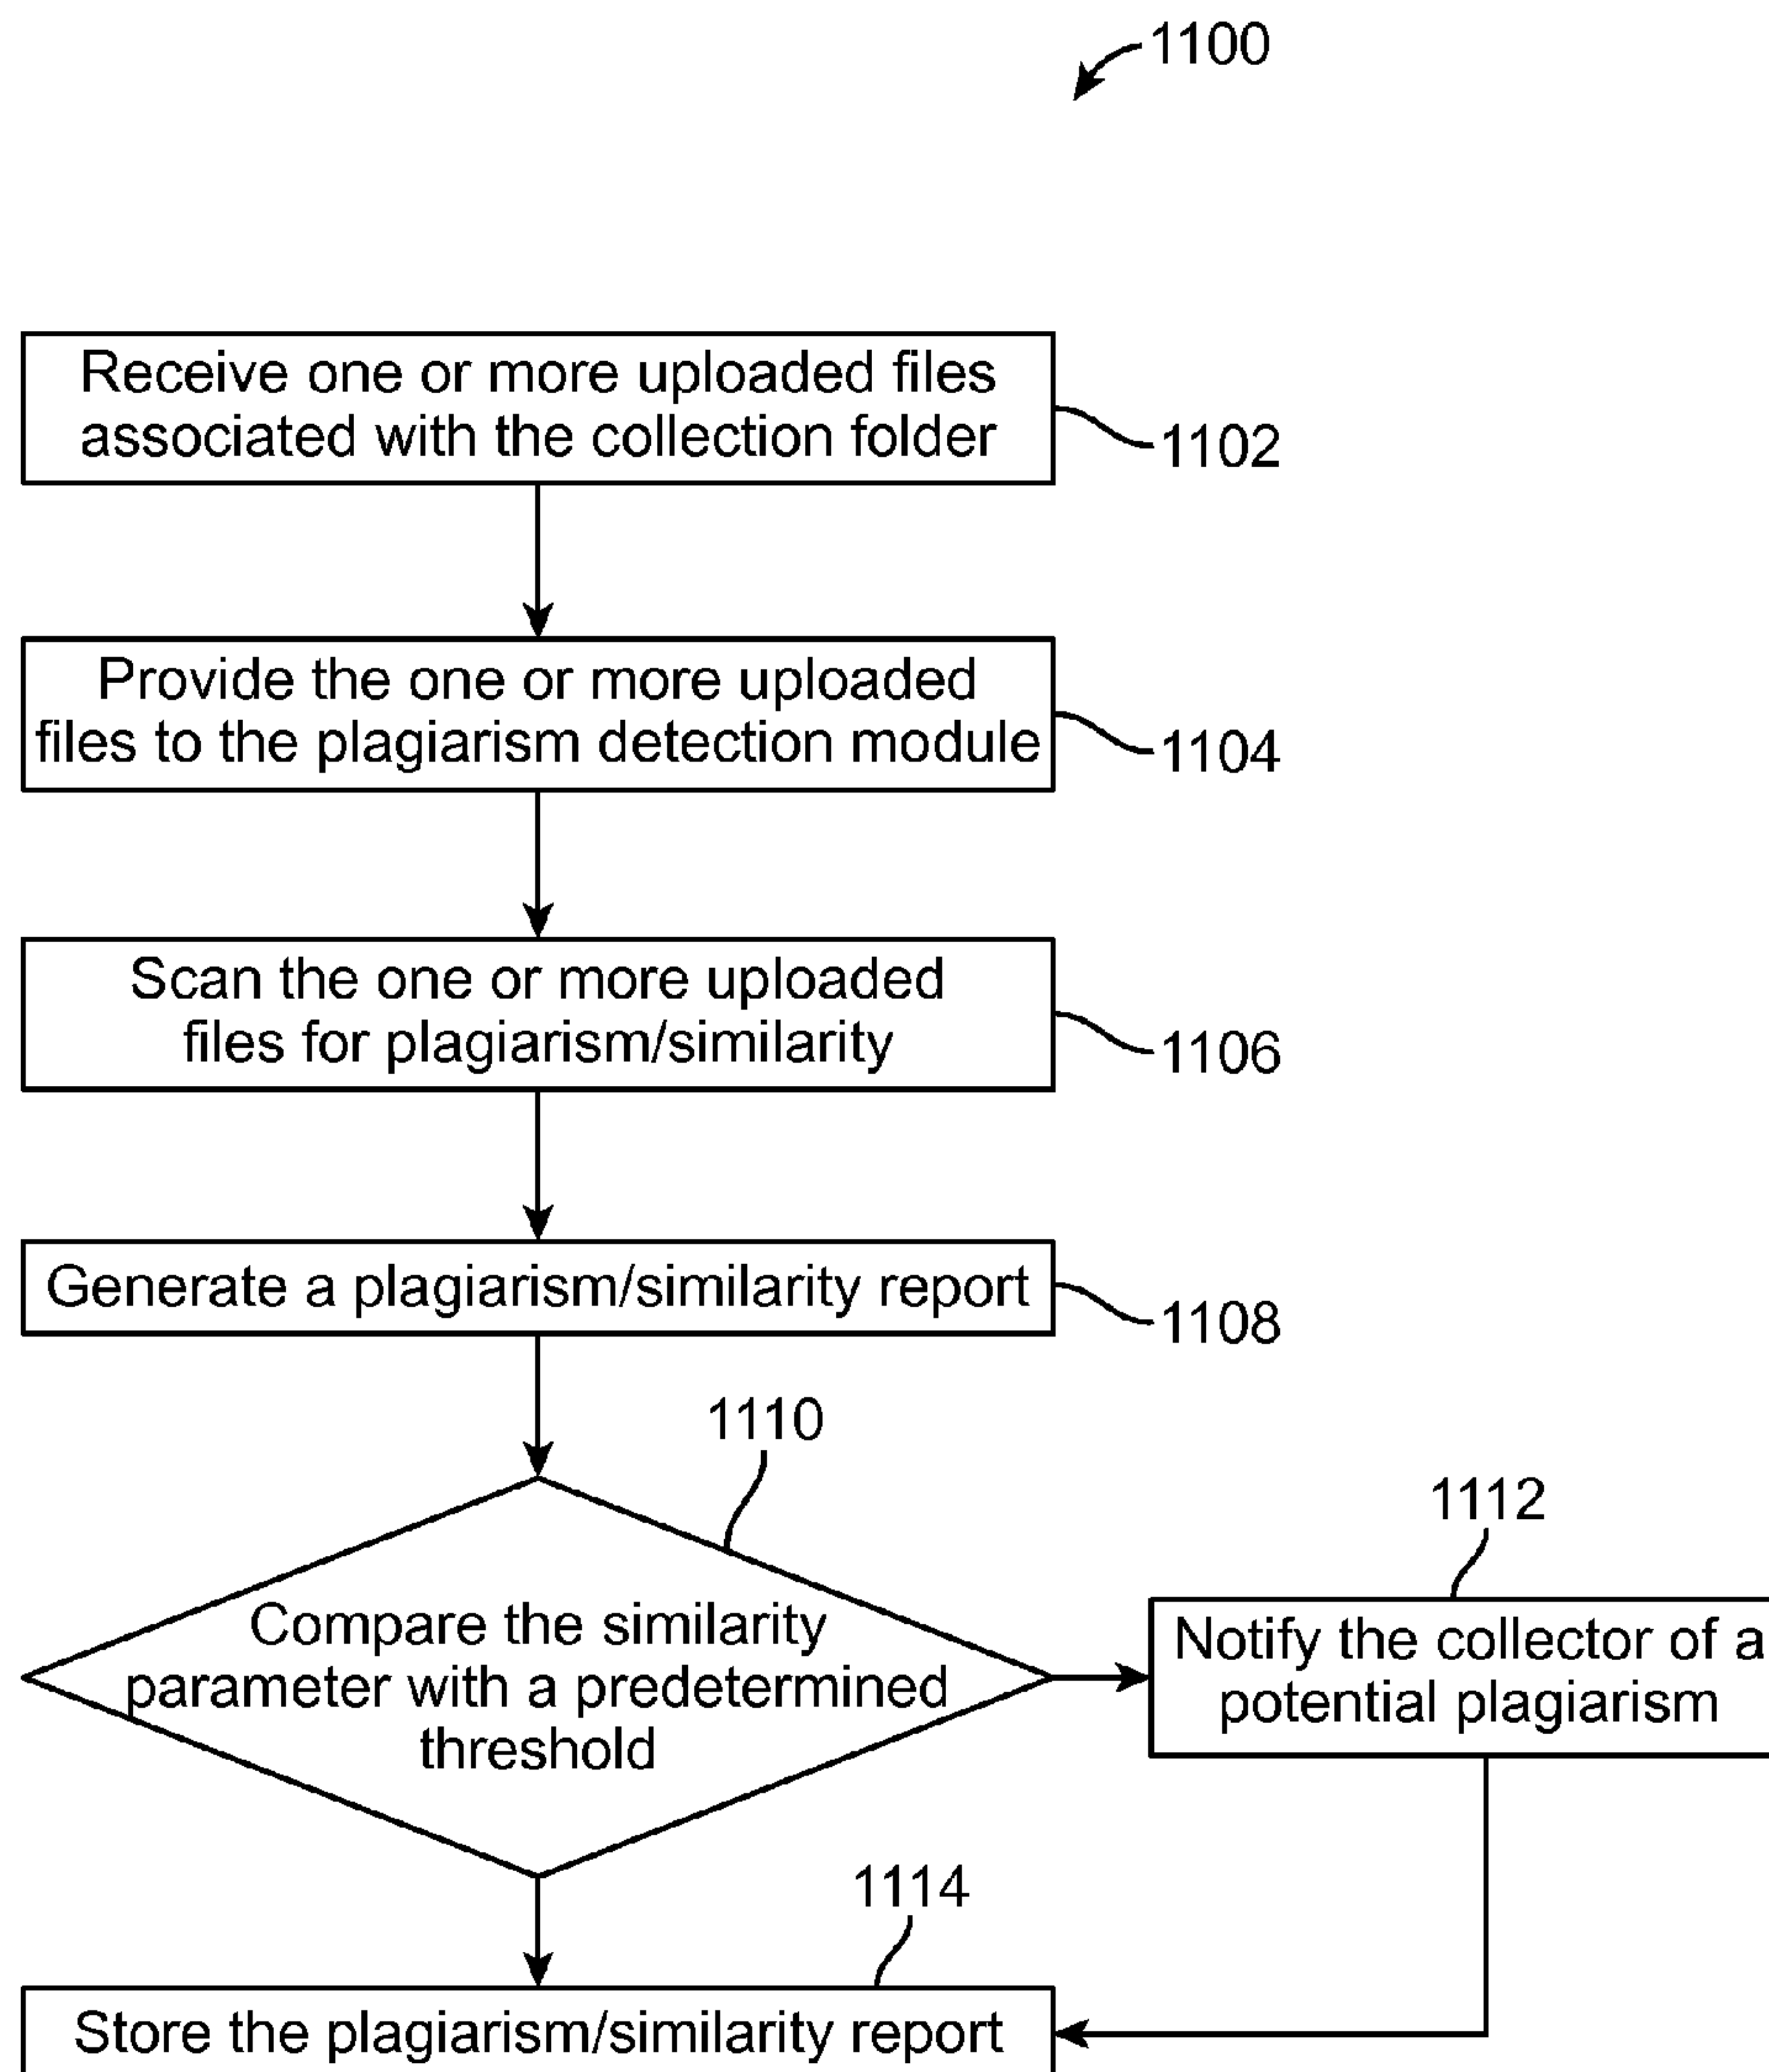 1100
Receive one or more uploaded files
associated with the collection folder
1102
Provide the one or more uploaded
files to the plagiarism detection module
1104
Scan the one or more uploaded
files for plagiarism/similarity
1106
Generate a plagiarism/similarity report
1108
1110
Compare the similarity
parameter with a predetermined
threshold
1112
Notify the collector of a
potential plagiarism
1114
Store the plagiarism/similarity report